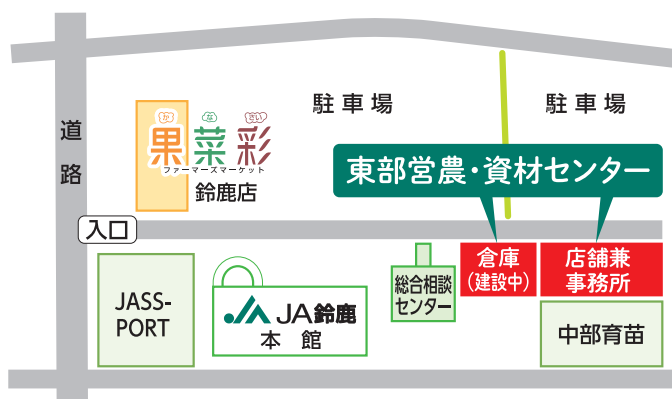 駐車場
駐車場
道路
か な さい
果菜彩
ファーマーズマーケット
鈴鹿店
東部営農・資材センター
入口
JASS-
PORT
JA鈴鹿
本館
総合相談
センター
倉庫
(建設中)
店舗兼
事務所
中部育苗